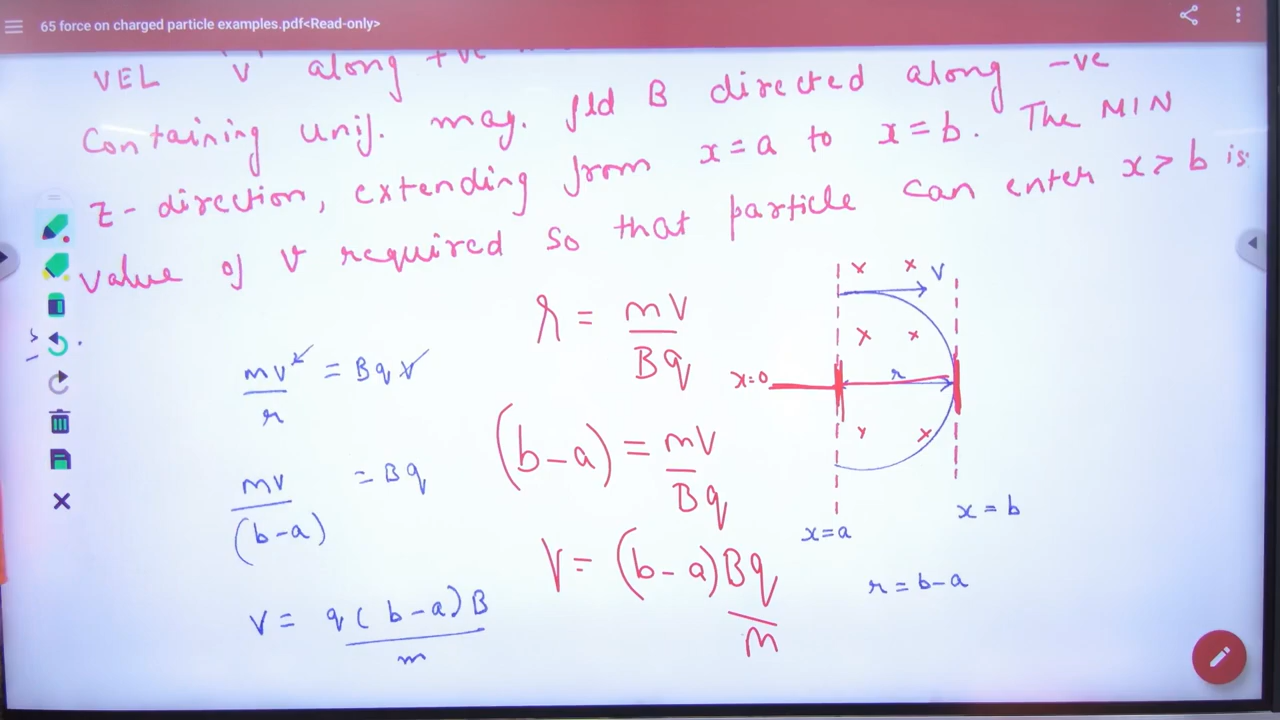 65 force on charged particle examples.pdf<Read-only>
VEL 'v' along +ve
Containing unif. mag. fld B directed along -ve
z-direction, extending from x=a to x=b. The MIN
value of v required so that particle can enter x>b is
r = mv/Bq
mv²/r = Bqv
(b-a) = mv/Bq
mv/(b-a) = Bq
V = (b-a)Bq/m
V = q(b-a)B/m
x x V
x x
x=0 r
x x
x=a
x=b
r=b-a